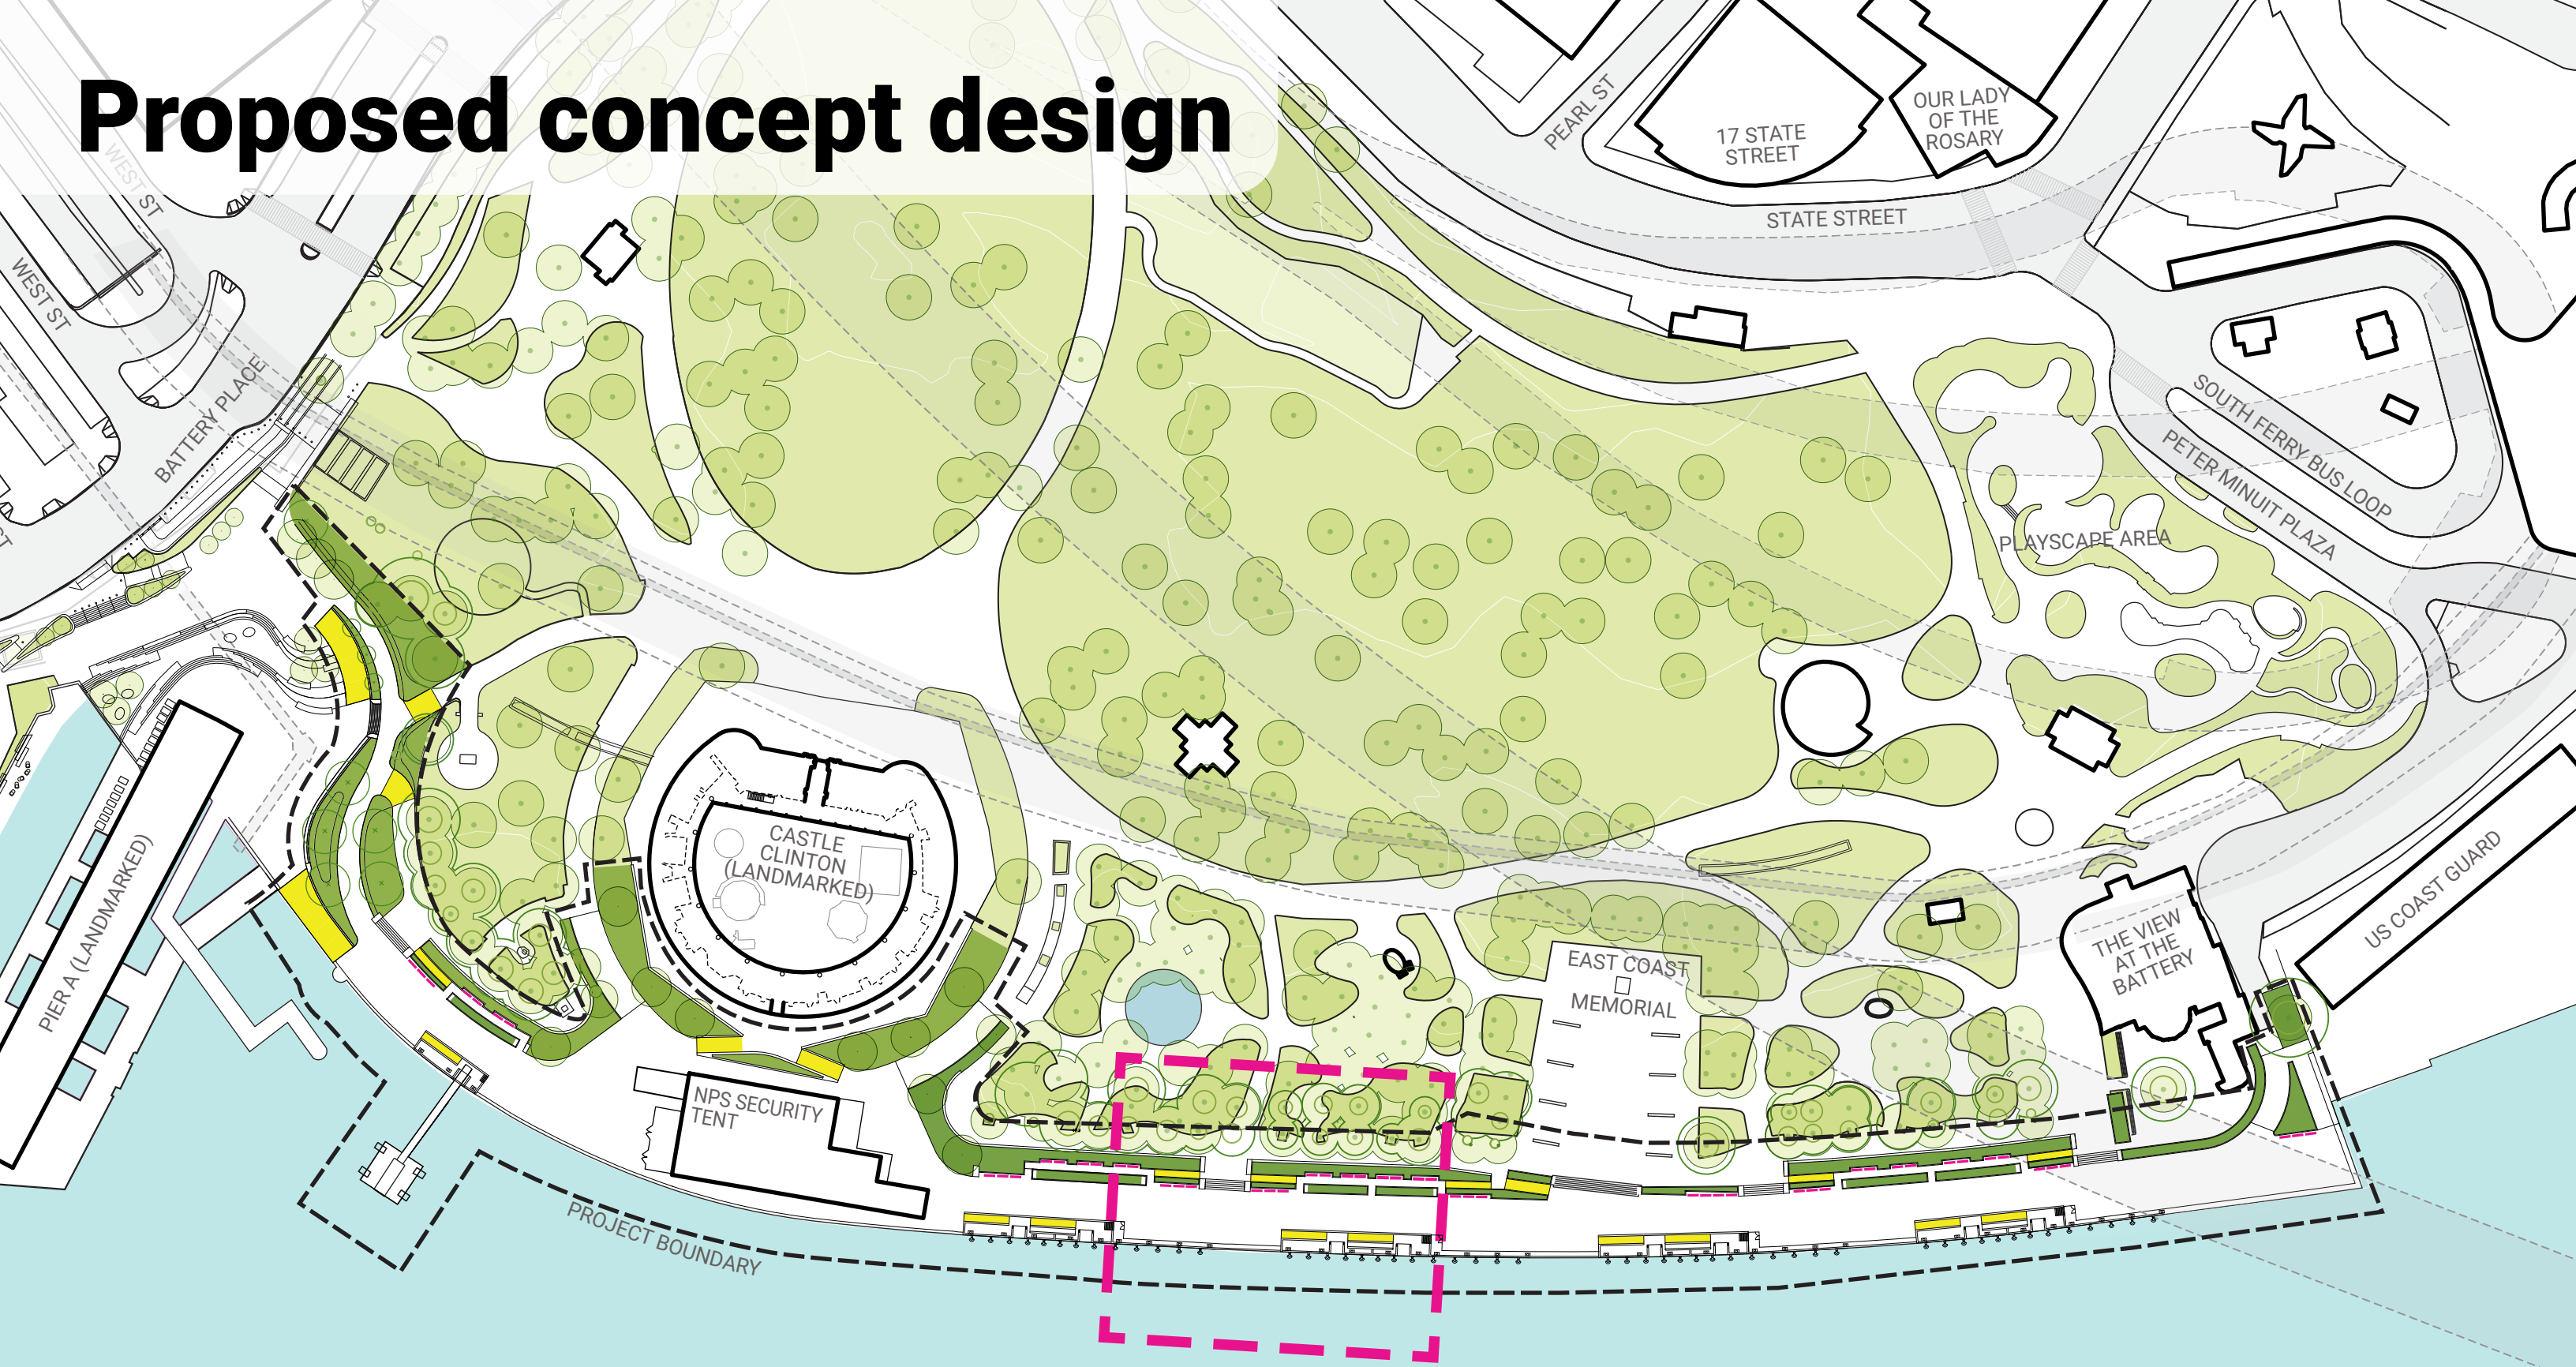 Proposed concept design
WEST ST
WEST ST
BATTERY PLACE
PEARL ST
17 STATE
STREET
OUR LADY
OF THE
ROSARY
STATE STREET
SOUTH FERRY BUS LOOP
PETER MINUIT PLAZA
PLAYSCAPE AREA
PIER A (LANDMARKED)
CASTLE
CLINTON
(LANDMARKED)
EAST COAST
MEMORIAL
THE VIEW
AT THE
BATTERY
US COAST GUARD
NPS SECURITY
TENT
PROJECT BOUNDARY